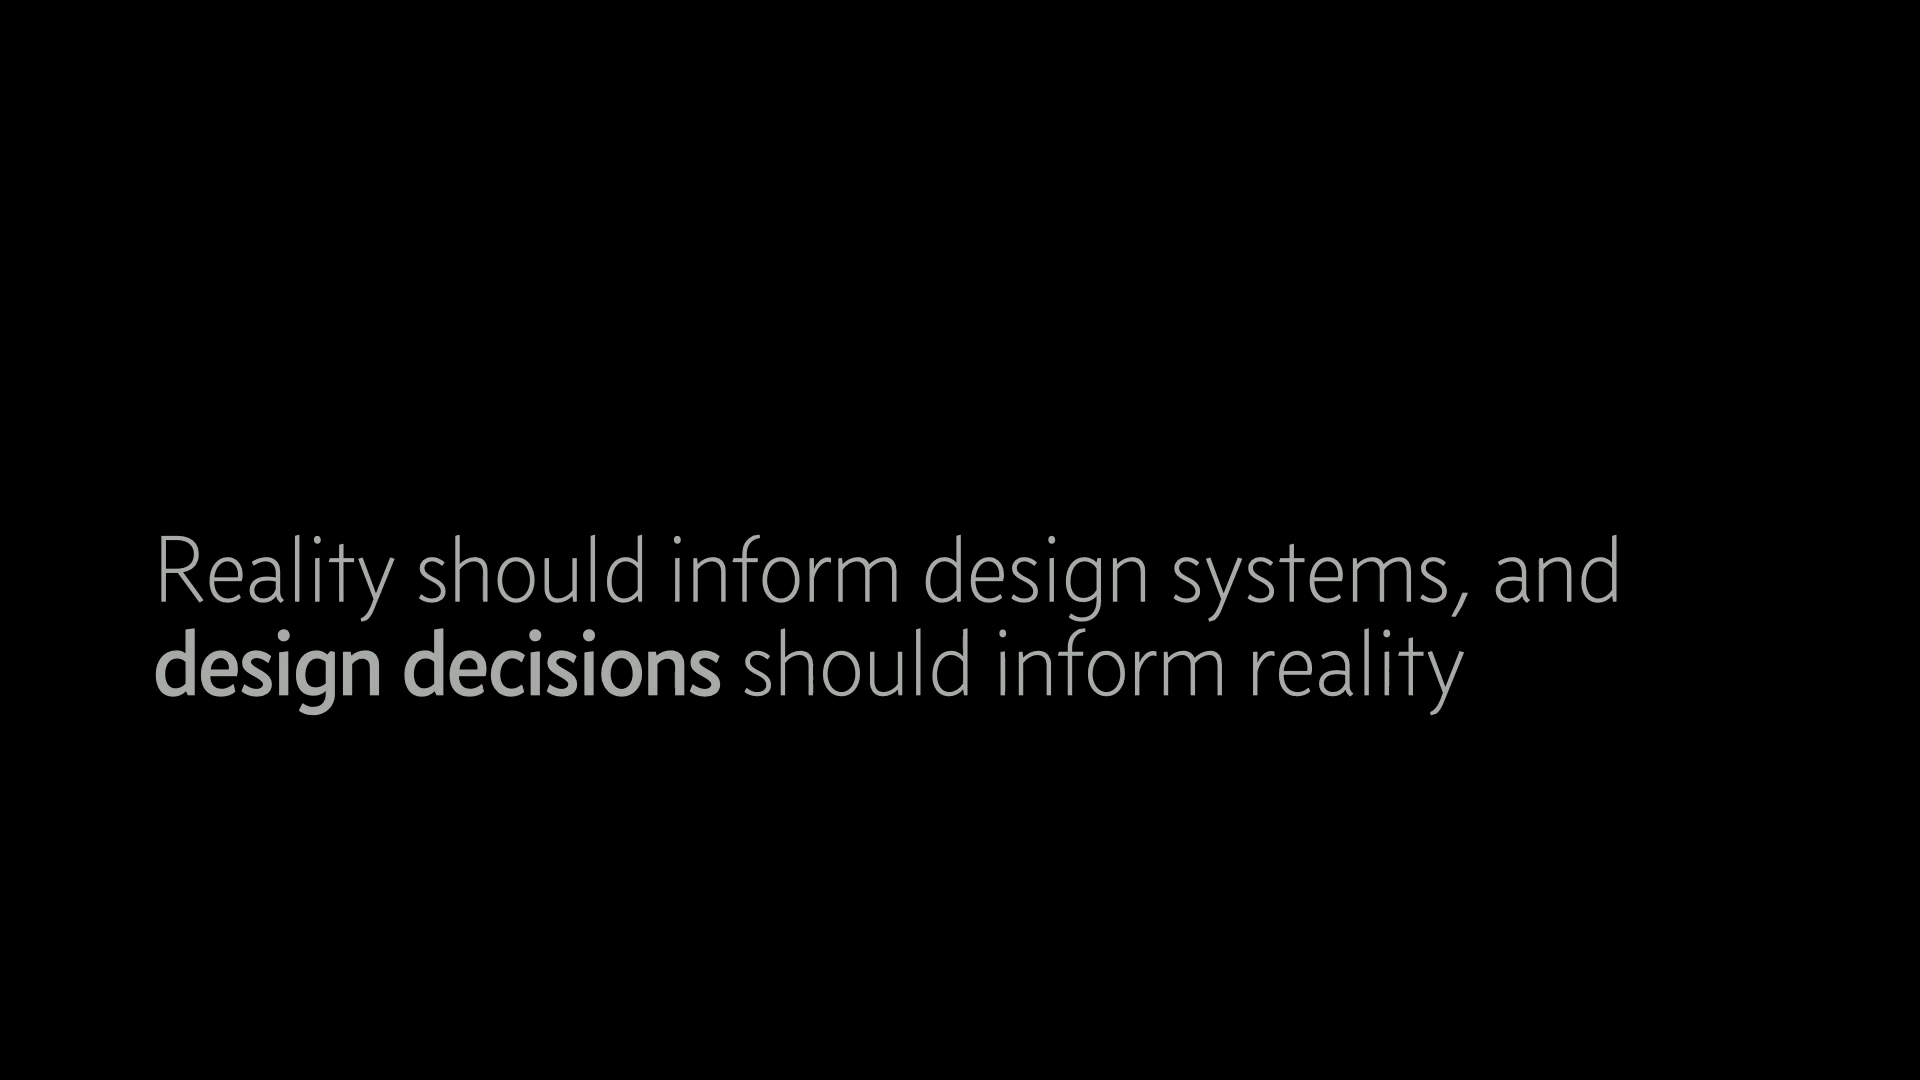 Reality should inform design systems, and
design decisions should inform reality